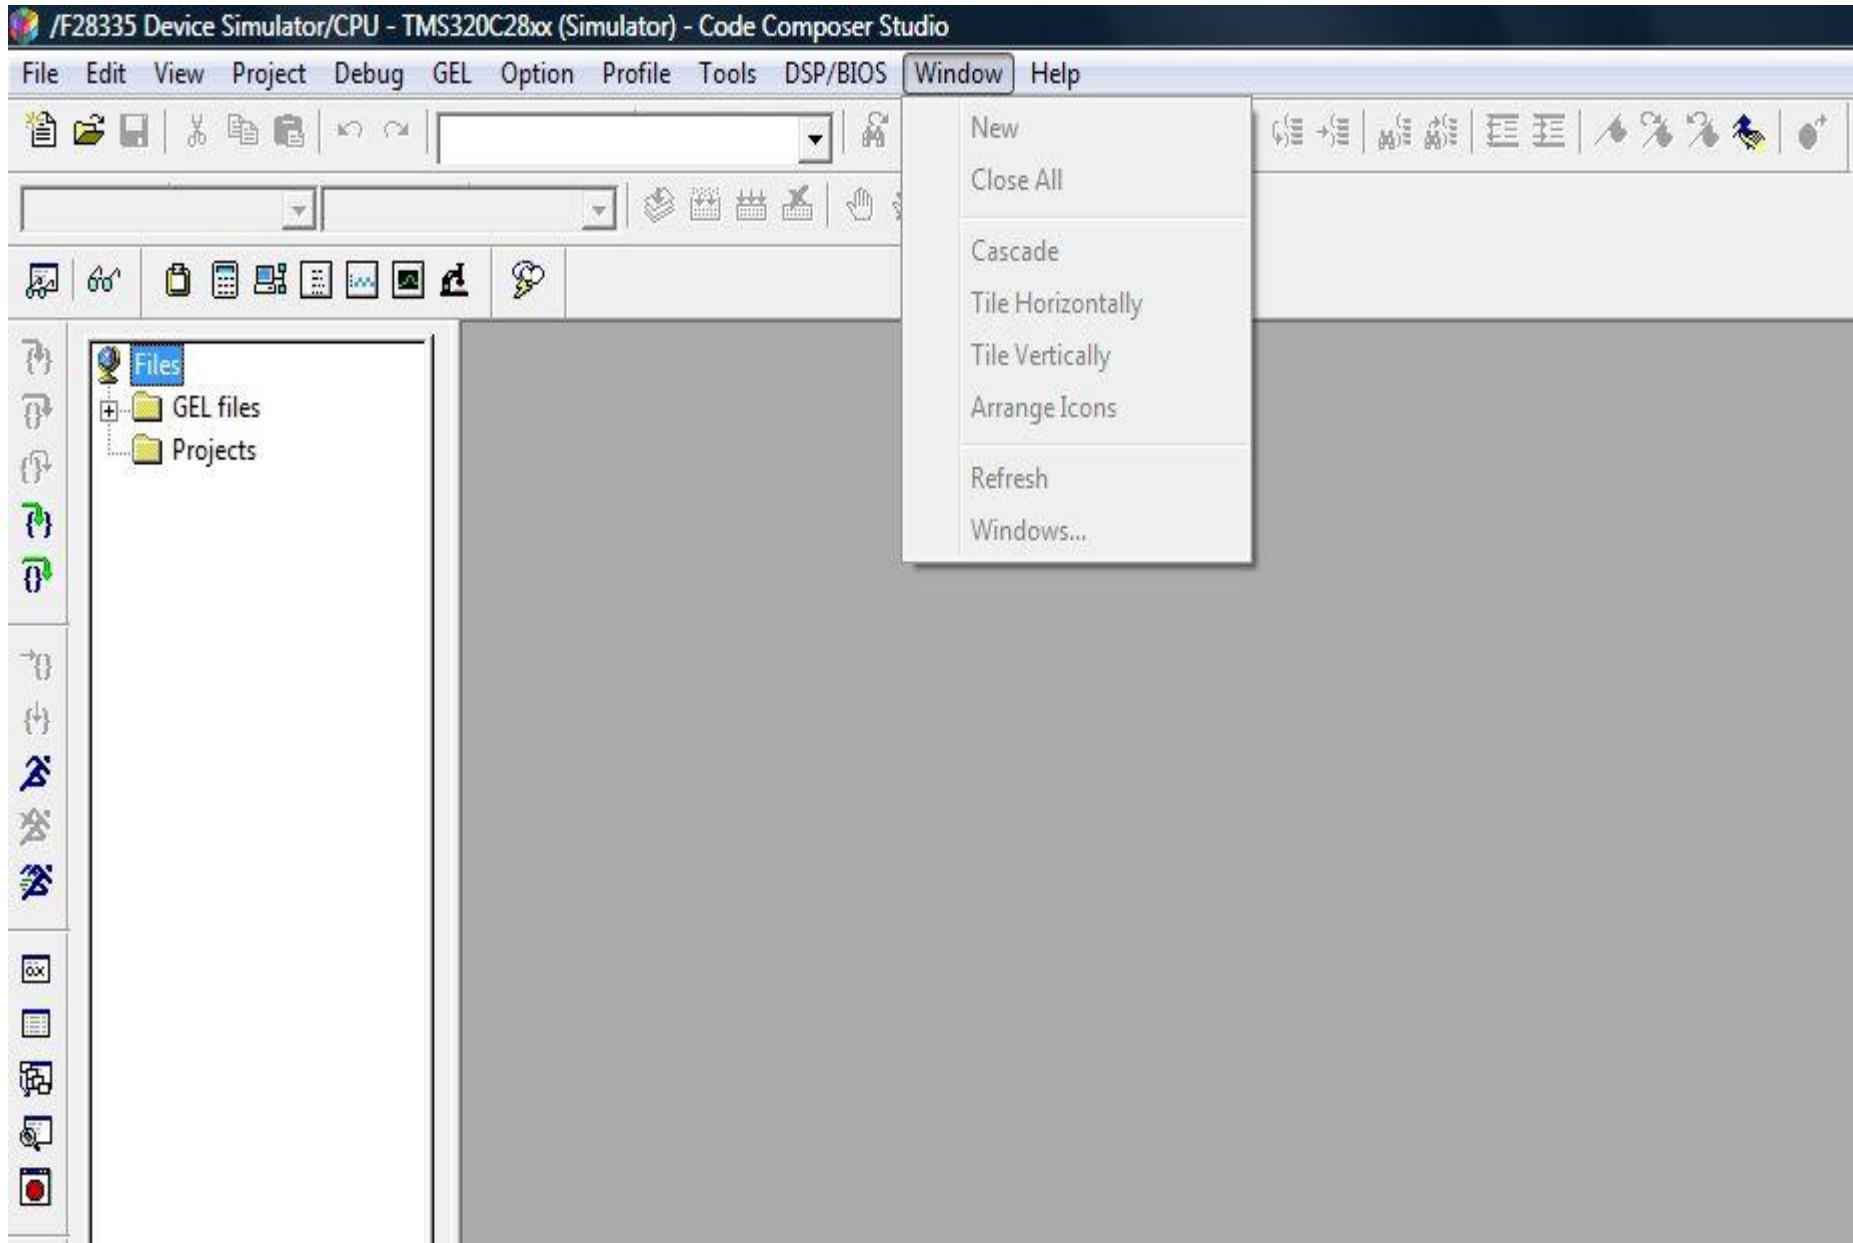 /F28335 Device Simulator/CPU - TMS320C28xx (Simulator) - Code Composer Studio
File Edit View Project Debug GEL Option Profile Tools DSP/BIOS Window Help
New
Close All
Cascade
Tile Horizontally
Tile Vertically
Arrange Icons
Refresh
Windows...
Files
GEL files
Projects